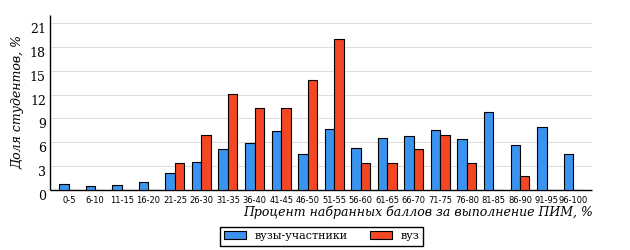 Доля студентов, %
21
18
15
12
9
6
3
0
0-5 6-10 11-15 16-20 21-25 26-30 31-35 36-40 41-45 46-50 51-55 56-60 61-65 66-70 71-75 76-80 81-85 86-90 91-95 96-100
Процент набранных баллов за выполнение ПИМ, %
вузы-участники вуз